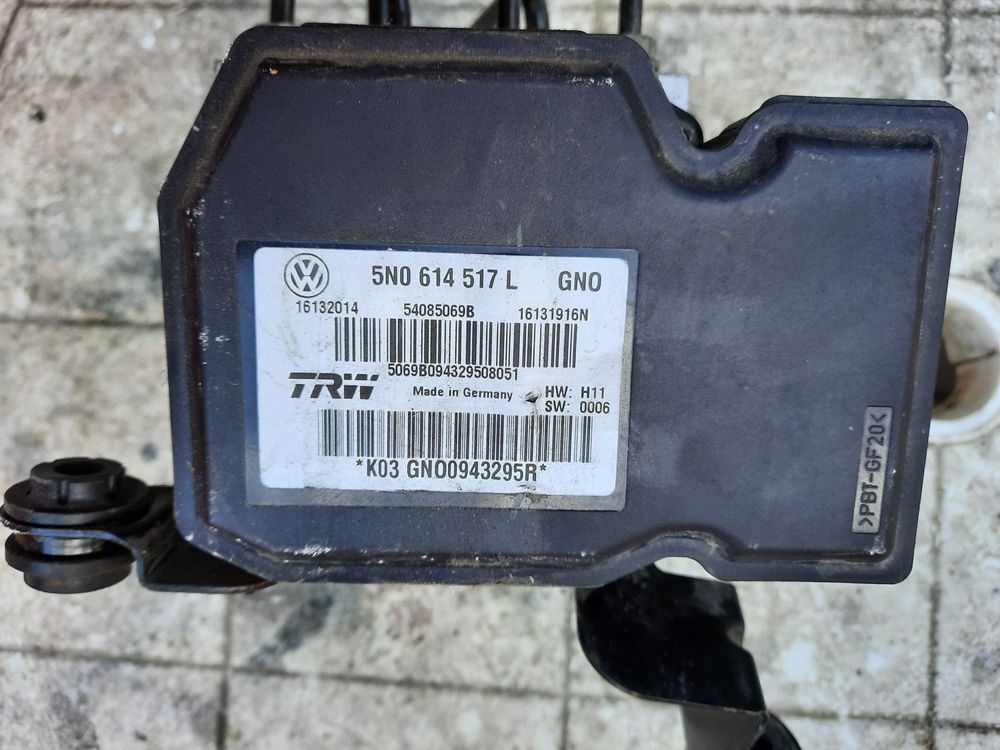 5N0 614 517 L GNO
16132014 54085069B 16131916N
5069B094329508051
TRW Made in Germany HW: H11
SW: 0006
*K03 GNO0943295R*
>PBT-GF20<